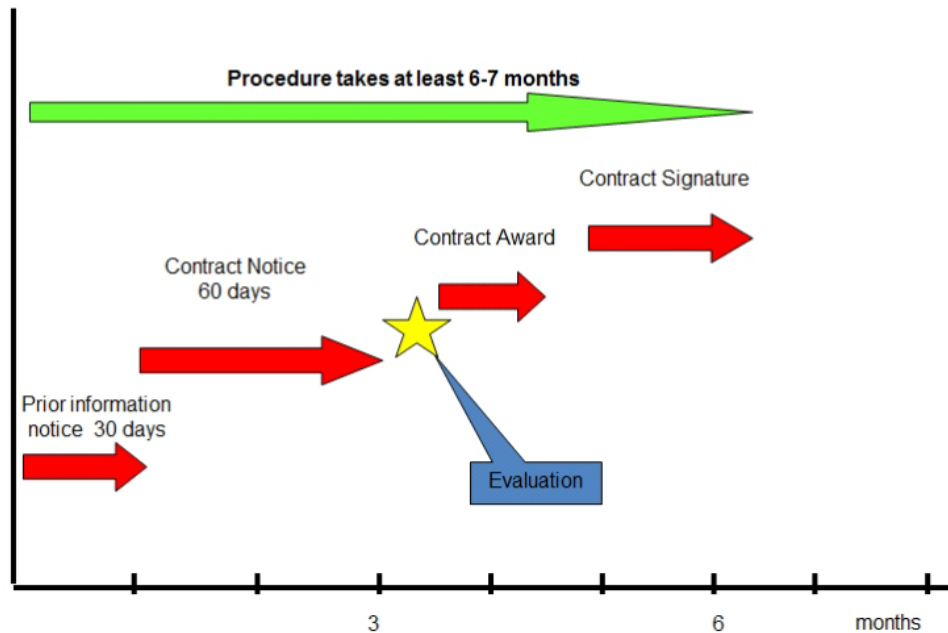 Procedure takes at least 6-7 months
Contract Signature
Contract Award
Contract Notice
60 days
Prior information
notice 30 days
Evaluation
3
6
months